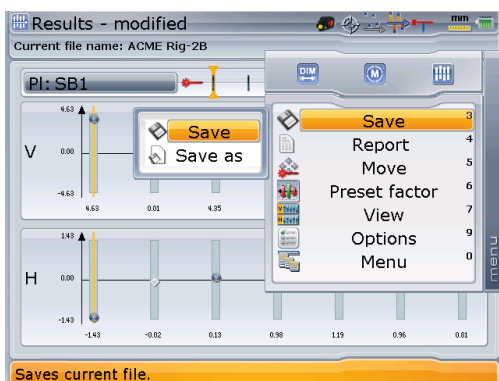 Results - modified
mm
Current file name: ACME Rig-2B
Pl: SB1
DIM
M
Save 3
Report 4
Move 5
Preset factor 6
View 7
Options 9
Menu 0
menu
Save
Save as
4.63
V 0.00
-4.63
4.63 0.01 4.35
1.43
H 0.00
-1.43
-1.43 -0.02 0.13 0.98 1.19 0.96 0.81
Saves current file.